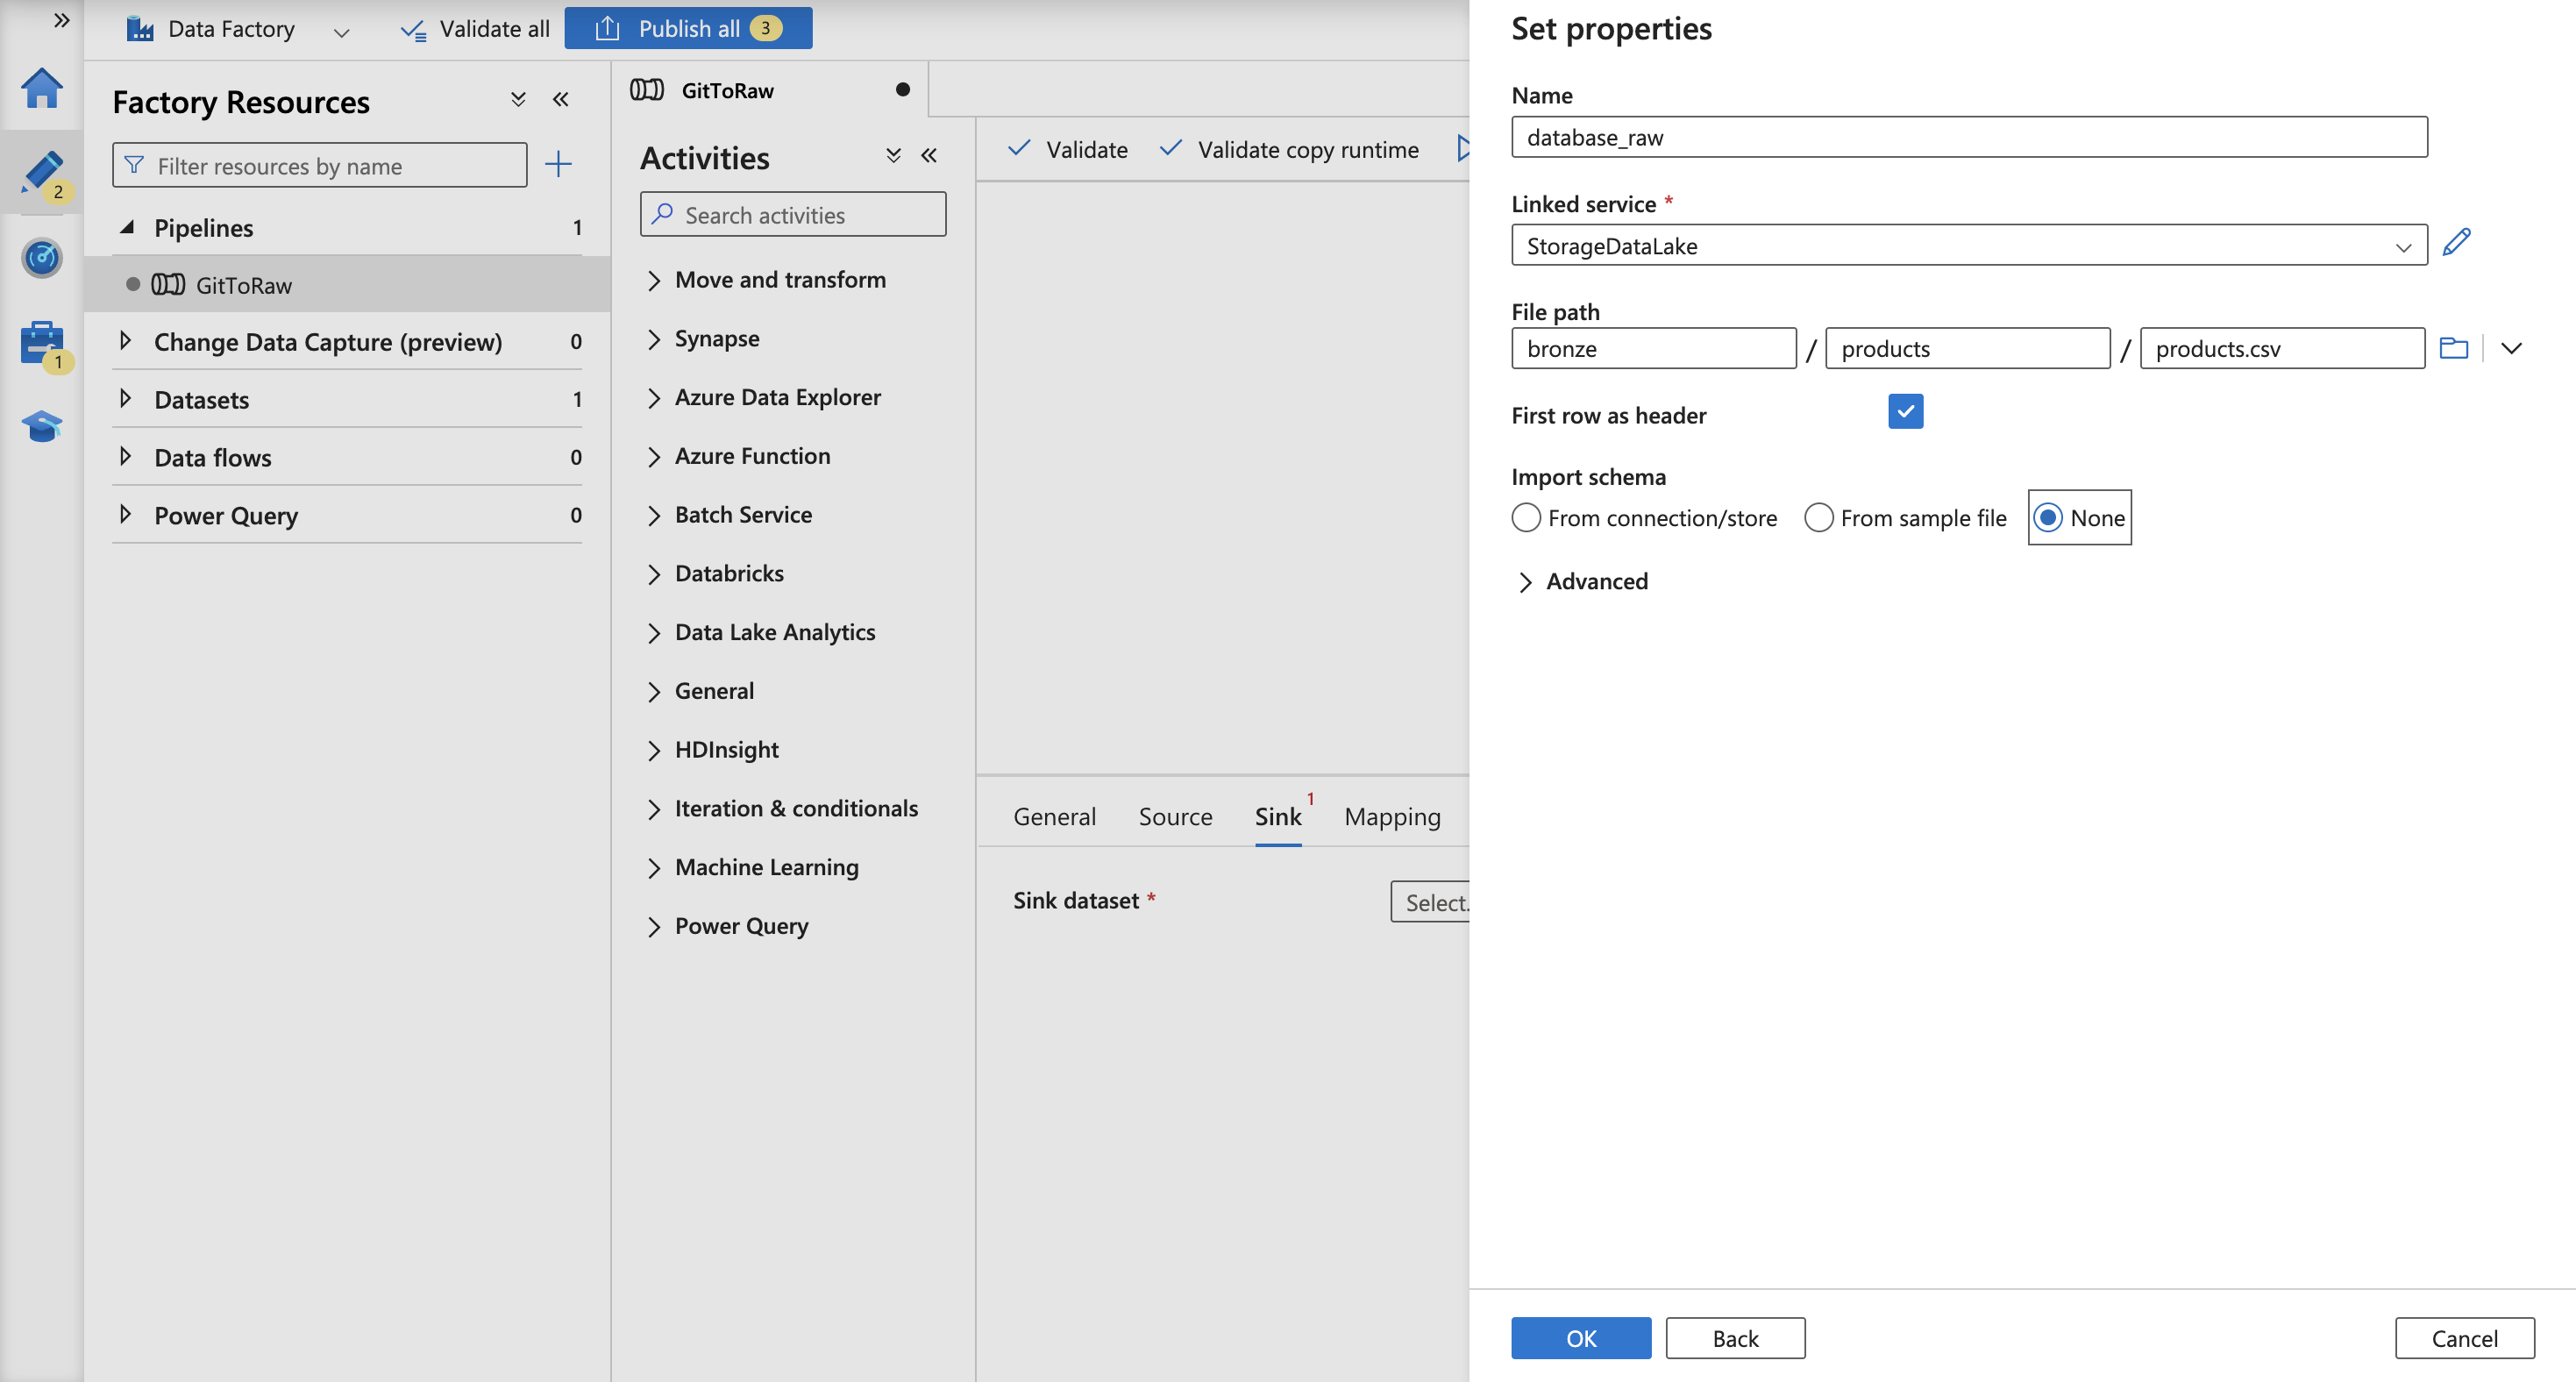 Data Factory
Validate all
Publish all 3
Factory Resources
Filter resources by name
2
1
Pipelines 1
GitToRaw
Change Data Capture (preview) 0
Datasets 1
Data flows 0
Power Query 0
GitToRaw
Activities
Search activities
Move and transform
Synapse
Azure Data Explorer
Azure Function
Batch Service
Databricks
Data Lake Analytics
General
HDInsight
Iteration & conditionals
Machine Learning
Power Query
Validate
Validate copy runtime
General
Source
Sink 1
Mapping
Sink dataset *
Select.
Set properties
Name
database_raw
Linked service *
StorageDataLake
File path
bronze / products / products.csv
First row as header
Import schema
From connection/store From sample file None
Advanced
OK
Back
Cancel